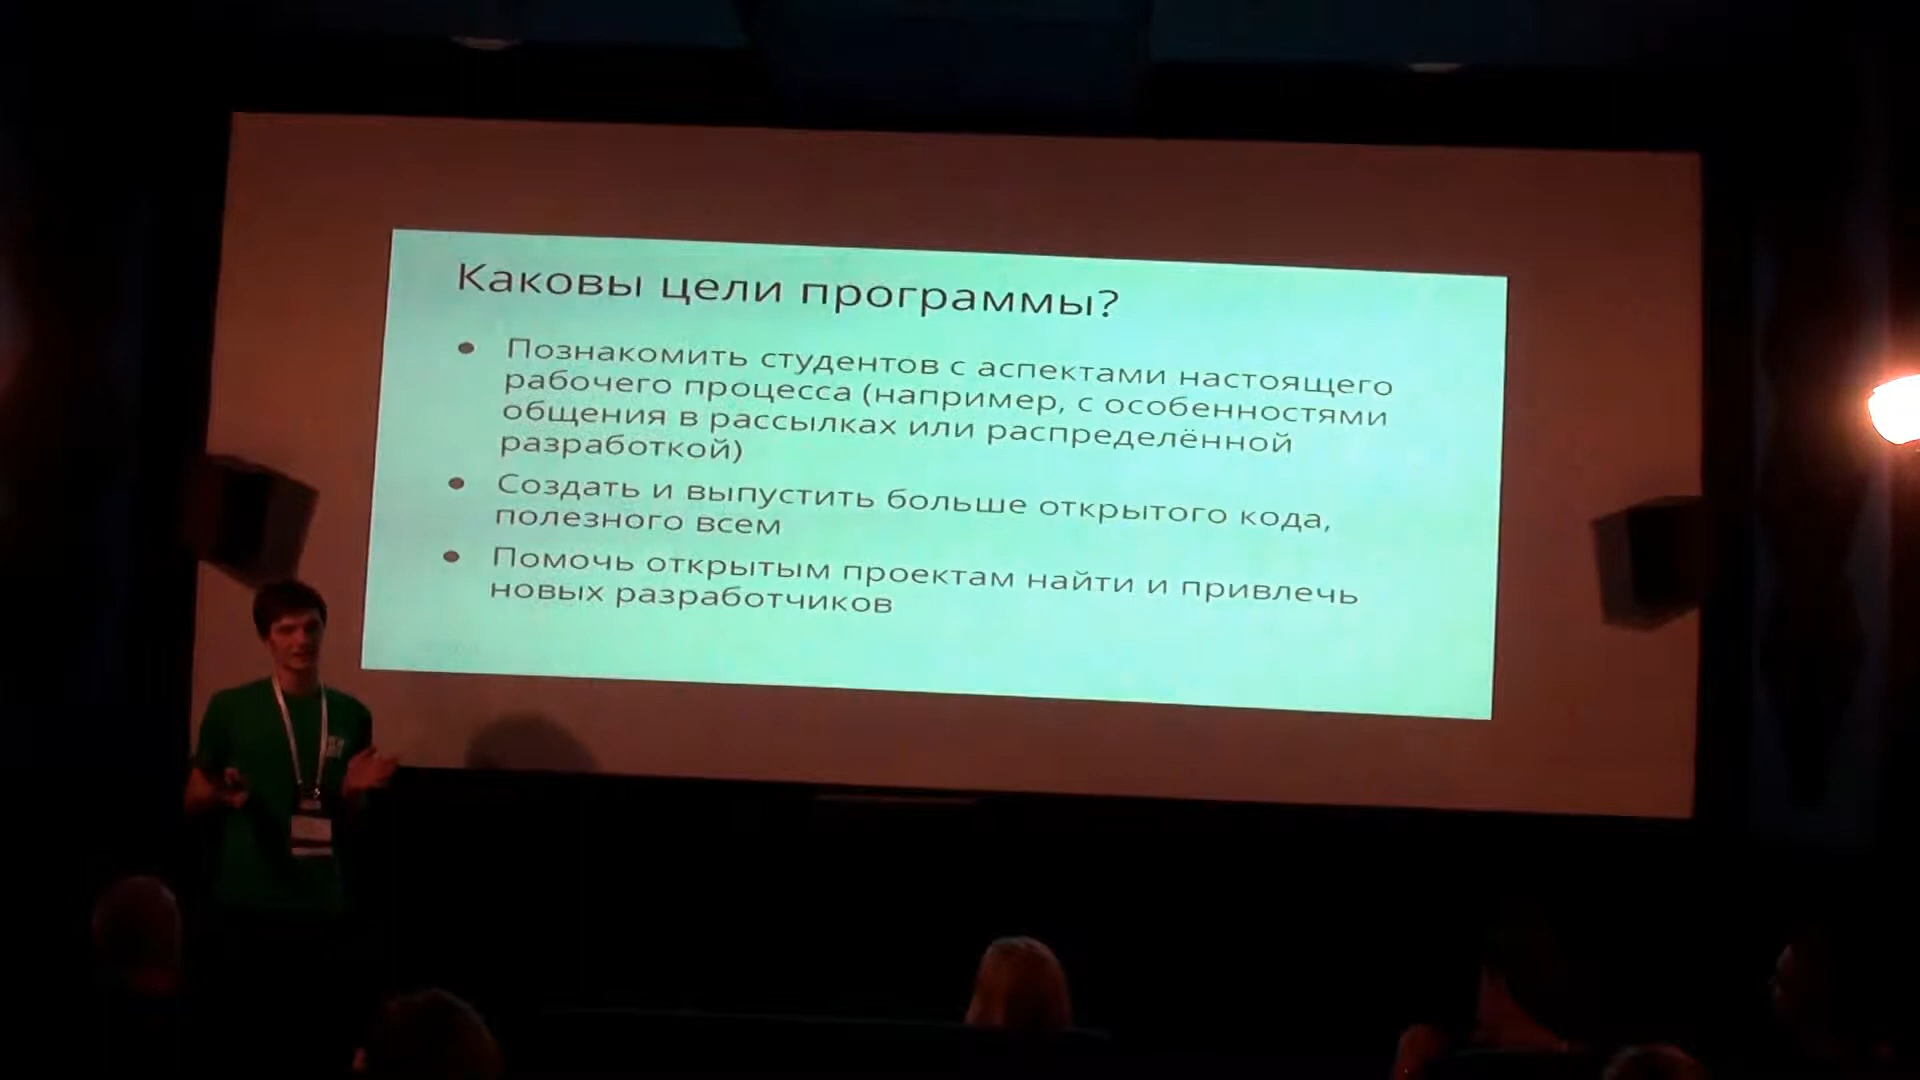 Каковы цели программы?
● Познакомить студентов с аспектами настоящего
рабочего процесса (например, с особенностями
общения в рассылках или распределённой
разработкой)
● Создать и выпустить больше открытого кода,
полезного всем
● Помочь открытым проектам найти и привлечь
новых разработчиков